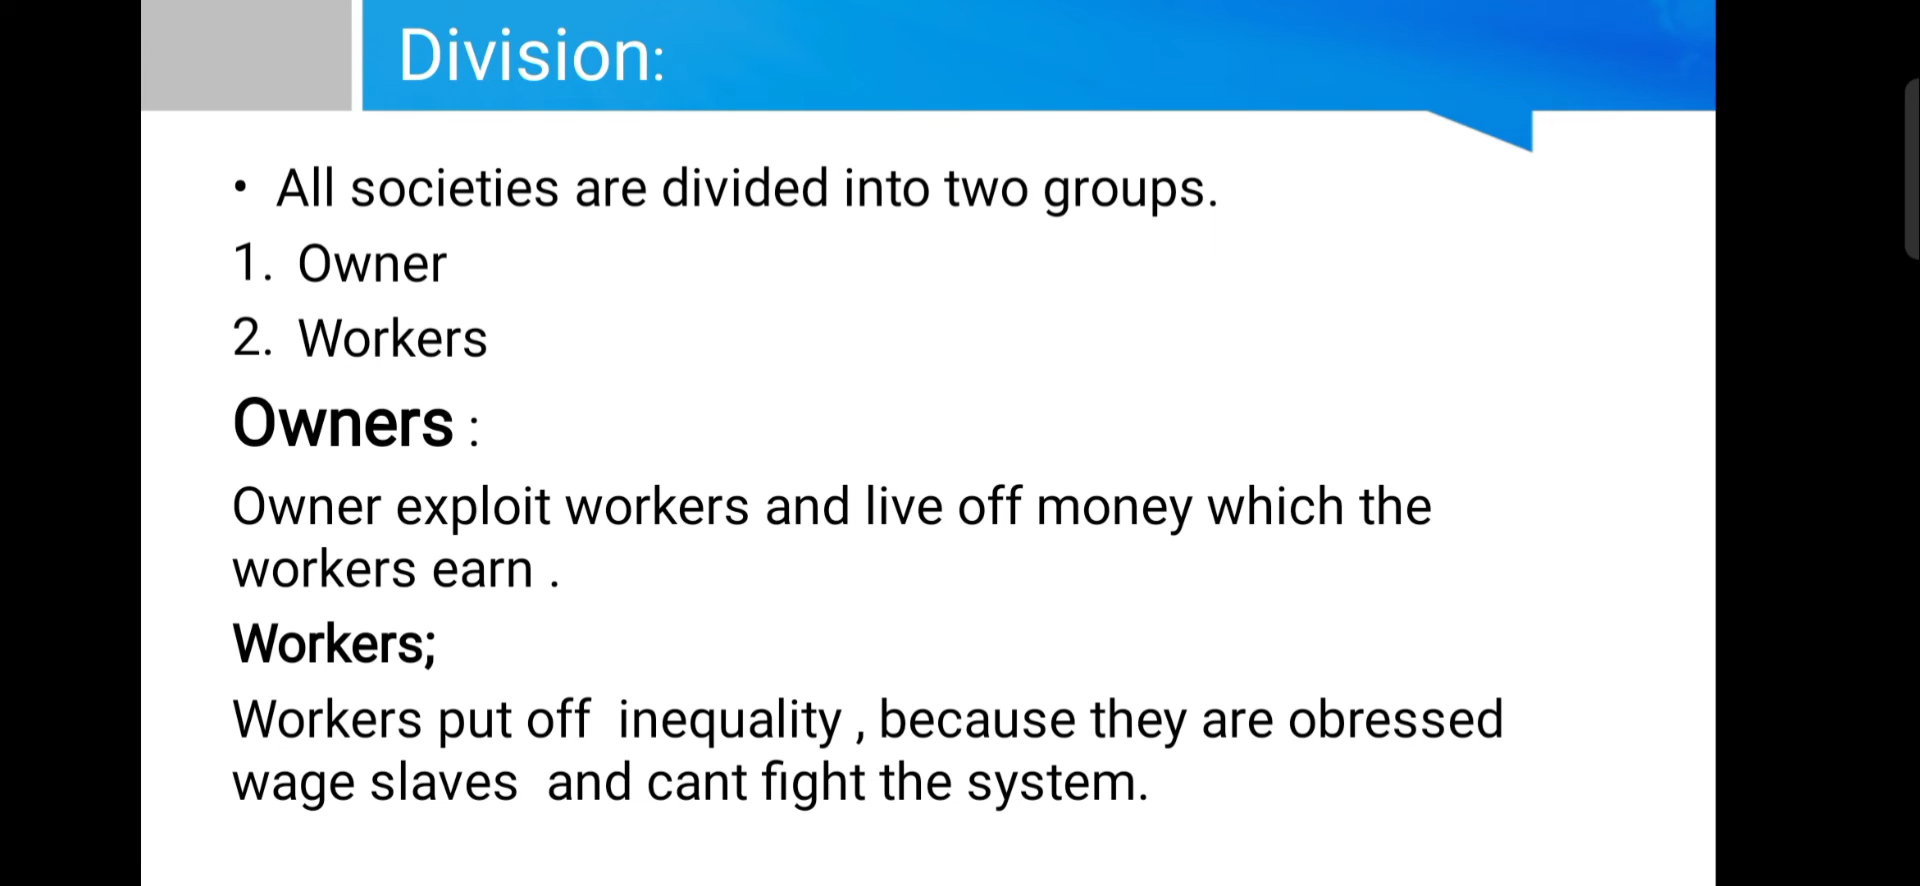 Division:
• All societies are divided into two groups.
1. Owner
2. Workers
Owners :
Owner exploit workers and live off money which the
workers earn .
Workers;
Workers put off  inequality , because they are obressed
wage slaves  and cant fight the system.